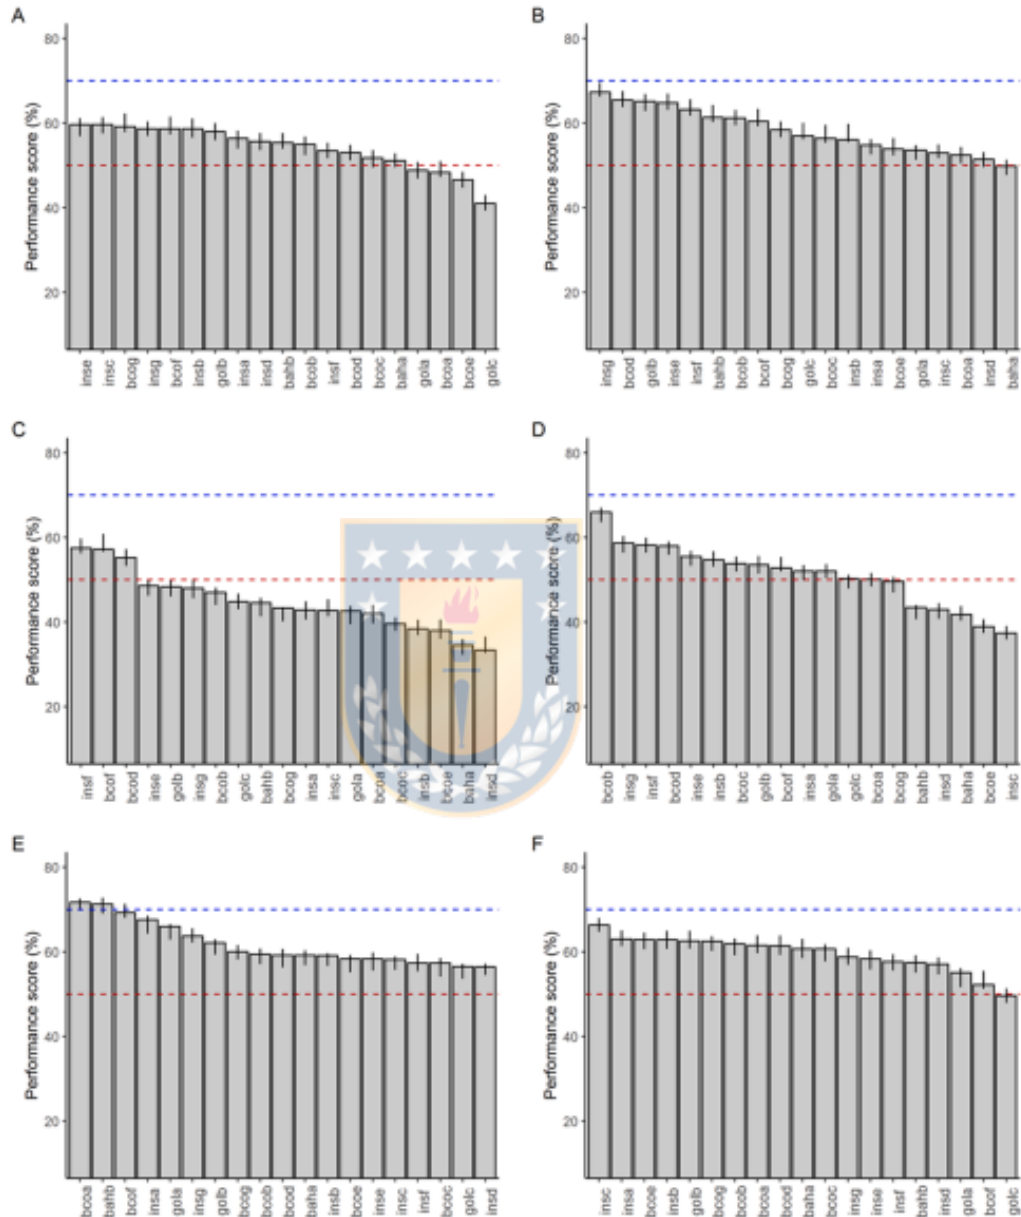 A
80
60
40
20
Performance score (%)
inse insc bcog insg bcof insb golb insa insd bahb bcob insf bcod bcoc baha gola bcoa bcoe golc
B
80
60
40
20
Performance score (%)
insg bcod golb inse insf bahb bcob bcof bcog golc bcoc insb insa bcoe gola insc bcoa insd baha
C
80
60
40
20
Performance score (%)
insf bcof bcod inse golb insg bcob golc bahb bcog insa insc gola bcoa bcoc insb bcoe baha insd
D
80
60
40
20
Performance score (%)
bcob insg insf bcod inse insb bcoc golb bcof insa gola golc bcoa bcog bahb insd baha bcoe insc
E
80
60
40
20
Performance score (%)
bcoa bahb bcof insa gola insg golb bcog bcob bcod baha insb bcoe inse insc insf bcoc golc insd
F
80
60
40
20
Performance score (%)
insc insa bcoe insb golb bcog bcob bcoa bcod baha bcoc insg inse insf bahb insd gola bcof golc